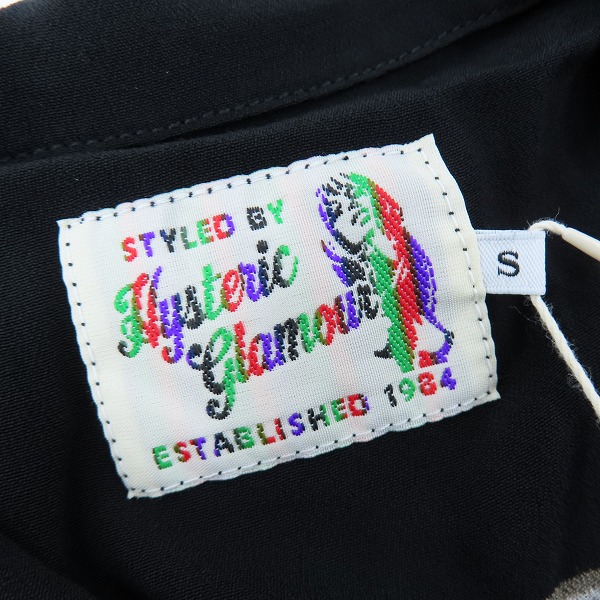 STYLED BY
Hysteric
Glamour
ESTABLISHED 1984
S